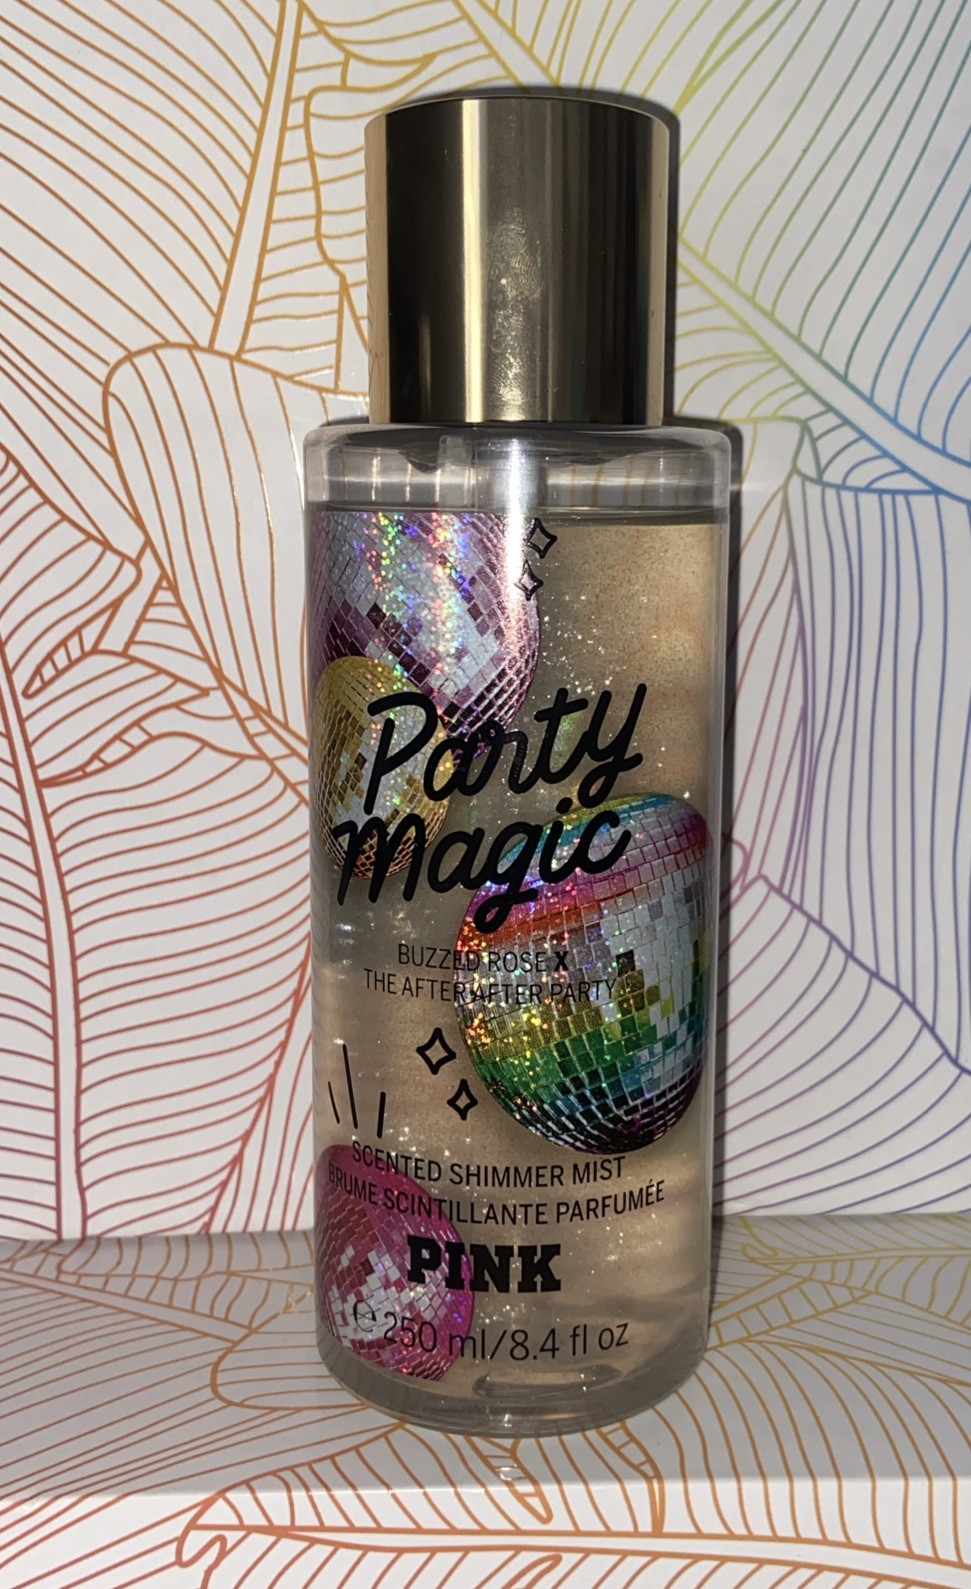 Party
Magic
BUZZED ROSE X
THE AFTER AFTER PARTY
SCENTED SHIMMER MIST
BRUME SCINTILLANTE PARFUMÉE
PINK
℮ 250 ml/8.4 fl oz